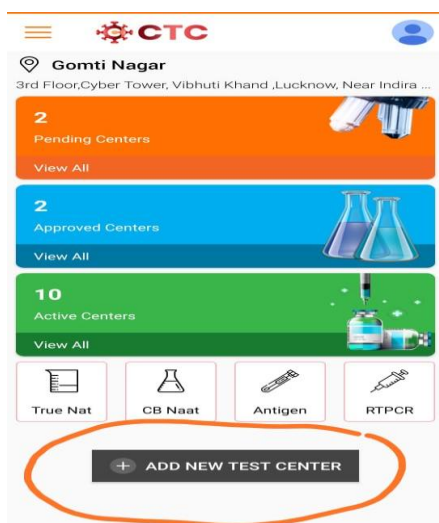 CTC
Gomti Nagar
3rd Floor,Cyber Tower, Vibhuti Khand ,Lucknow, Near Indira ...
2
Pending Centers
View All
2
Approved Centers
View All
10
Active Centers
View All
True Nat
CB Naat
Antigen
RTPCR
+ ADD NEW TEST CENTER